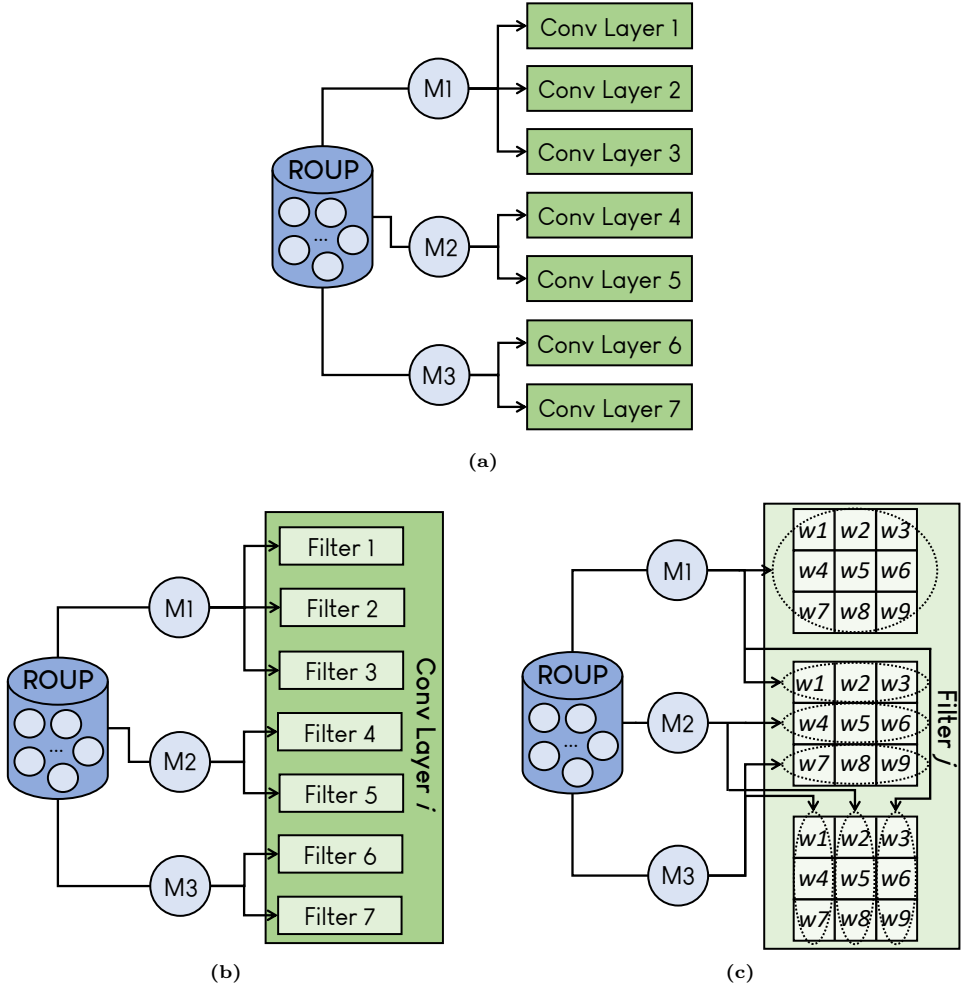 Conv Layer 1
M1
Conv Layer 2
Conv Layer 3
ROUP
...
M2
Conv Layer 4
Conv Layer 5
M3
Conv Layer 6
Conv Layer 7
(a)
ROUP
...
M1
M2
M3
Filter 1
Filter 2
Filter 3
Filter 4
Filter 5
Filter 6
Filter 7
Conv Layer i
(b)
ROUP
...
M1
M2
M3
w1 w2 w3
w4 w5 w6
w7 w8 w9
w1 w2 w3
w4 w5 w6
w7 w8 w9
w1 w2 w3
w4 w5 w6
w7 w8 w9
Filter j
(c)